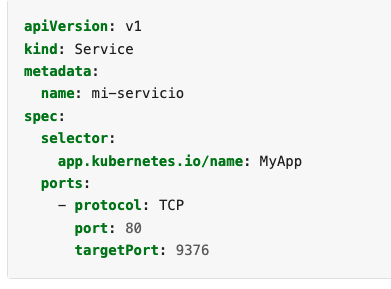 apiVersion: v1
kind: Service
metadata:
  name: mi-servicio
spec:
  selector:
    app.kubernetes.io/name: MyApp
  ports:
    - protocol: TCP
      port: 80
      targetPort: 9376